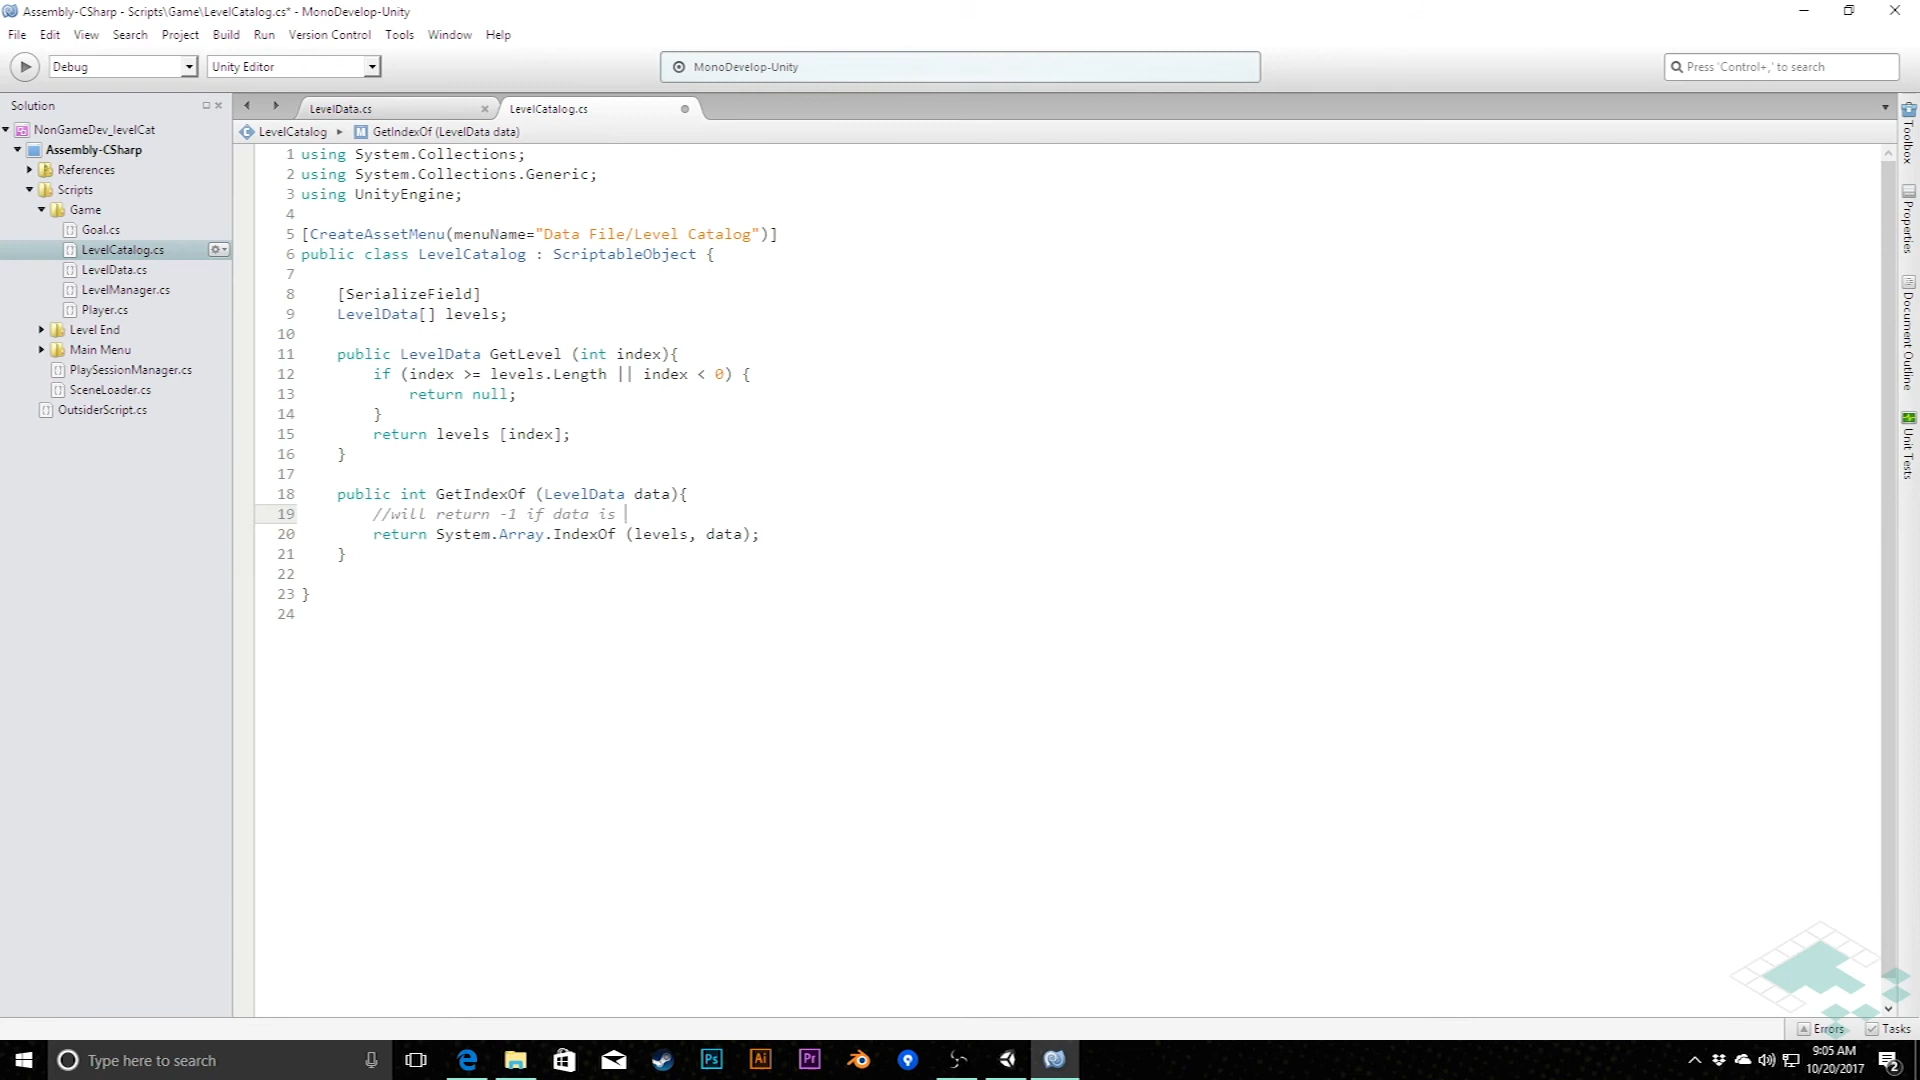 Assembly-CSharp - Scripts\Game\LevelCatalog.cs* - MonoDevelop-Unity
File Edit View Search Project Build Run Version Control Tools Window Help
Debug Unity Editor MonoDevelop-Unity Press 'Control+,' to search
Solution LevelData.cs LevelCatalog.cs
LevelCatalog GetIndexOf (LevelData data)
NonGameDev_levelCat
Assembly-CSharp
References
Scripts
Game
Goal.cs
LevelCatalog.cs
LevelData.cs
LevelManager.cs
Player.cs
Level End
Main Menu
PlaySessionManager.cs
SceneLoader.cs
OutsiderScript.cs
1 using System.Collections;
2 using System.Collections.Generic;
3 using UnityEngine;
4
5 [CreateAssetMenu(menuName="Data File/Level Catalog")]
6 public class LevelCatalog : ScriptableObject {
7
8 [SerializeField]
9 LevelData[] levels;
10
11 public LevelData GetLevel (int index){
12 if (index >= levels.Length || index < 0) {
13 return null;
14 }
15 return levels [index];
16 }
17
18 public int GetIndexOf (LevelData data){
19 //will return -1 if data is
20 return System.Array.IndexOf (levels, data);
21 }
22
23 }
24
Toolbox
Properties
Document Outline
Unit Tests
Errors Tasks
Type here to search
Ps
Ai
Pr
9:05 AM
10/20/2017
2